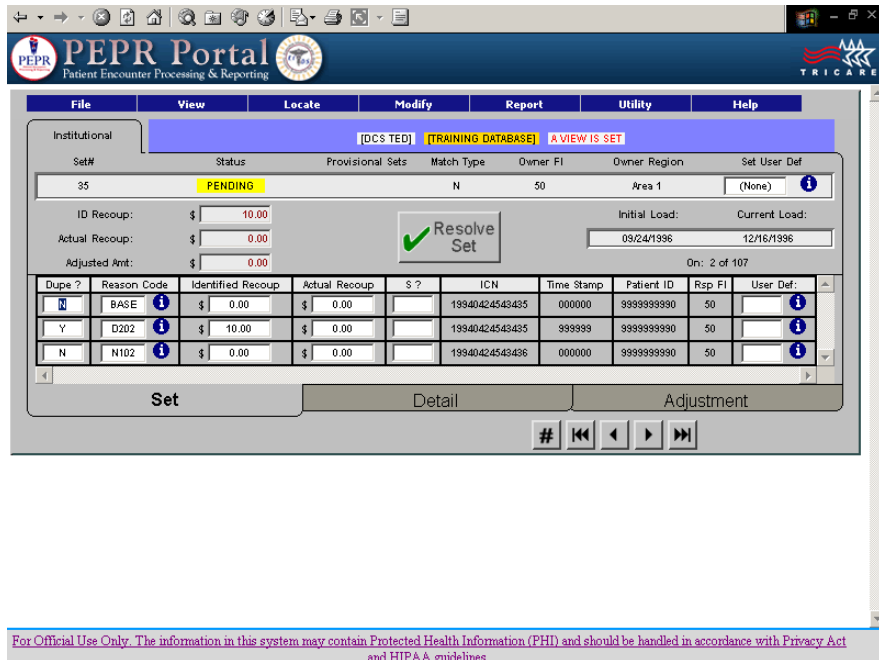 PEPR
PEPR Portal
Patient Encounter Processing & Reporting
TRICARE
File View Locate Modify Report Utility Help
Institutional [DCS TED] [TRAINING DATABASE] A VIEW IS SET
Set# Status Provisional Sets Match Type Owner FI Owner Region Set User Def
35 PENDING N 50 Area 1 (None)
ID Recoup: $ 10.00 Resolve Set Initial Load: Current Load:
Actual Recoup: $ 0.00 09/24/1996 12/16/1996
Adjusted Amt: $ 0.00 On: 2 of 107
Dupe ? Reason Code Identified Recoup Actual Recoup S ? ICN Time Stamp Patient ID Rsp FI User Def:
N BASE $ 0.00 $ 0.00 19940424543435 000000 9999999990 50
Y D202 $ 10.00 $ 0.00 19940424543435 999999 9999999990 50
N N102 $ 0.00 $ 0.00 19940424543436 000000 9999999990 50
Set Detail Adjustment
#
For Official Use Only. The information in this system may contain Protected Health Information (PHI) and should be handled in accordance with Privacy Act
and HIPAA guidelines